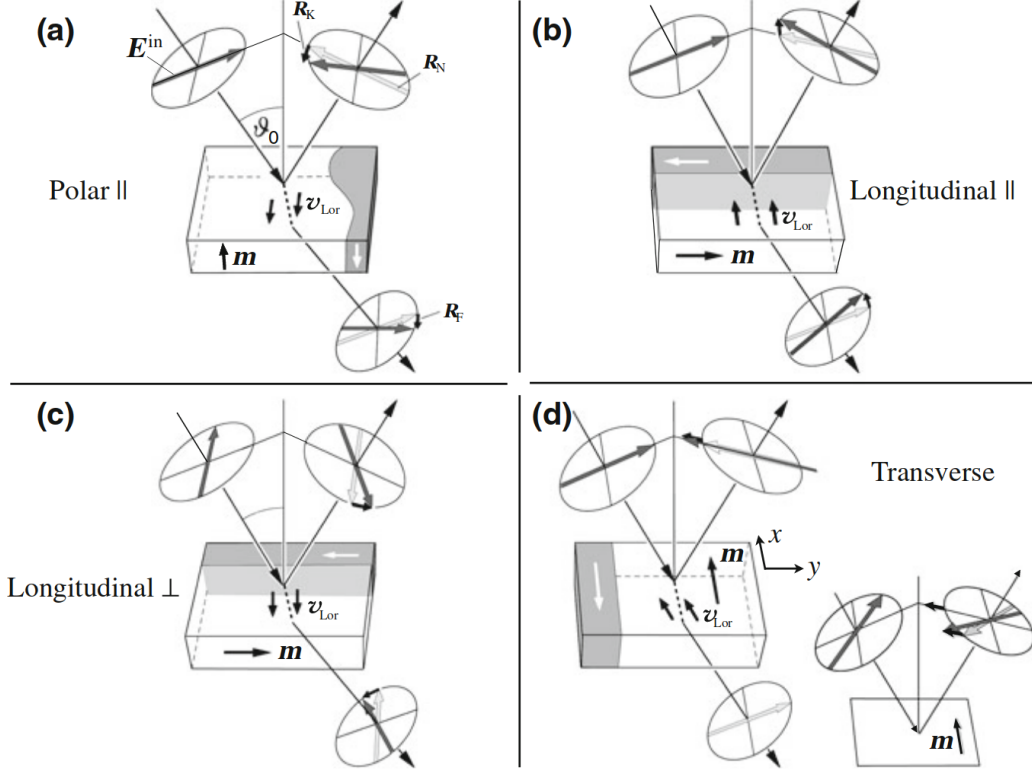 (a)
E^in
R_K
R_N
ϑ_0
Polar ||
v_Lor
m
R_F
(b)
Longitudinal ||
v_Lor
m
(c)
Longitudinal ⊥
v_Lor
m
(d)
Transverse
m
x
y
v_Lor
m